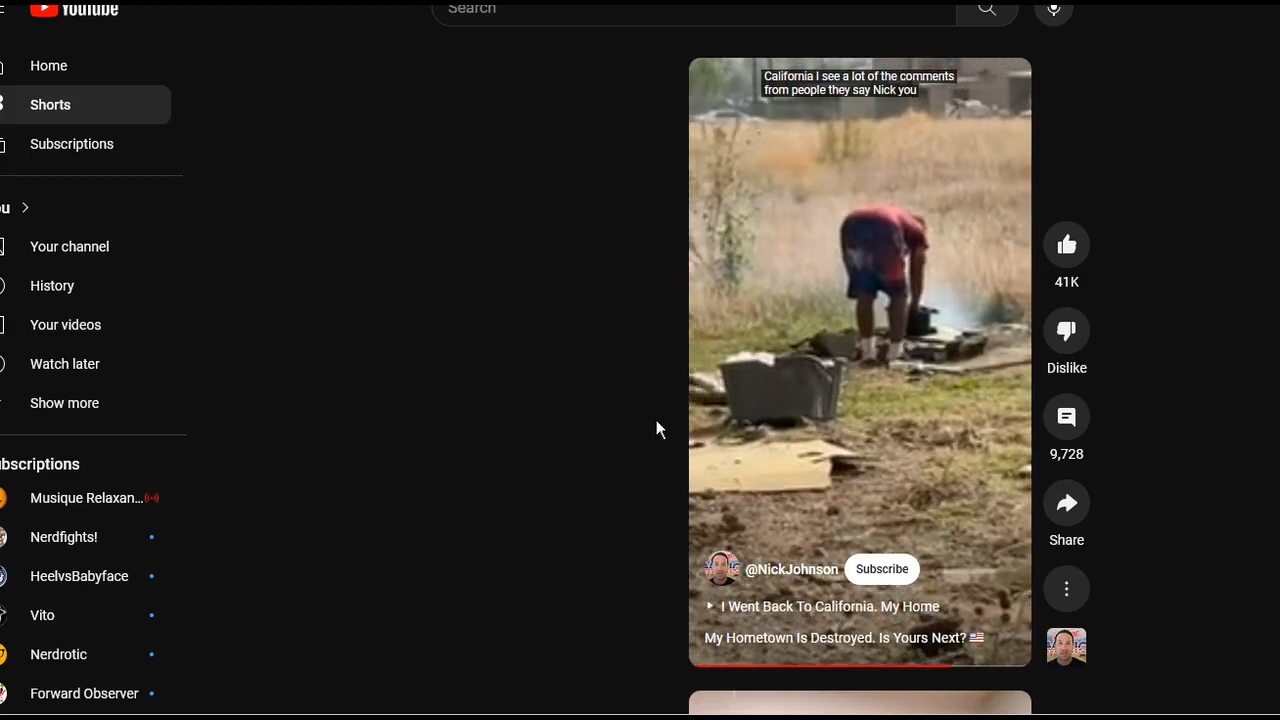 YouTube
Search
Home
Shorts
Subscriptions
You
Your channel
History
Your videos
Watch later
Show more
Subscriptions
Musique Relaxan...
Nerdfights!
HeelvsBabyface
Vito
Nerdrotic
Forward Observer
California I see a lot of the comments
from people they say Nick you
@NickJohnson
Subscribe
I Went Back To California. My Home
My Hometown Is Destroyed. Is Yours Next?
41K
Dislike
9,728
Share